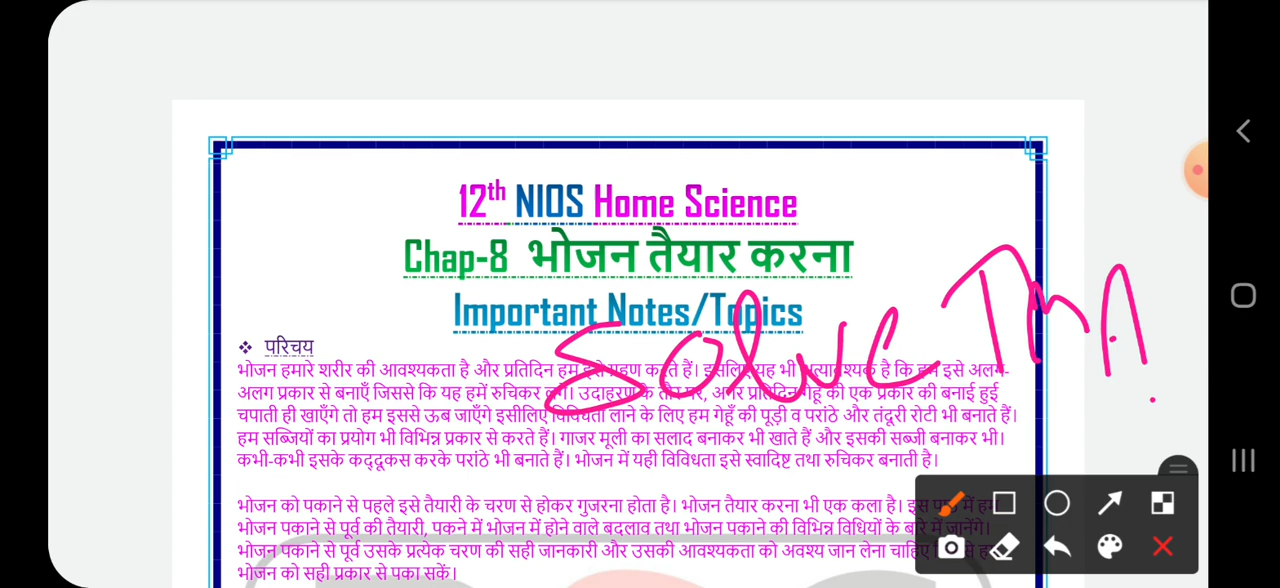 12th NIOS Home Science
Chap-8 भोजन तैयार करना
Important Notes/Topics
Solve TMA.
❖ परिचय
भोजन हमारे शरीर की आवश्यकता है और प्रतिदिन हम इसे ग्रहण करते हैं। इसलिए यह भी अत्यावश्यक है कि हम इसे अलग-
अलग प्रकार से बनाएँ जिससे कि यह हमें रुचिकर लगे। उदाहरण के तौर पर, अगर प्रतिदिन गेहूँ की एक प्रकार की बनाई हुई
चपाती ही खाएँगे तो हम इससे ऊब जाएँगे इसीलिए विविधता लाने के लिए हम गेहूँ की पूड़ी व परांठे और तंदूरी रोटी भी बनाते हैं।
हम सब्जियों का प्रयोग भी विभिन्न प्रकार से करते हैं। गाजर मूली का सलाद बनाकर भी खाते हैं और इसकी सब्जी बनाकर भी।
कभी-कभी इसके कद्दूकस करके परांठे भी बनाते हैं। भोजन में यही विविधता इसे स्वादिष्ट तथा रुचिकर बनाती है।
भोजन को पकाने से पहले इसे तैयारी के चरण से होकर गुजरना होता है। भोजन तैयार करना भी एक कला है। इस में हम
भोजन पकाने से पूर्व की तैयारी, पकने में भोजन में होने वाले बदलाव तथा भोजन पकाने की विभिन्न विधियों के बारे में जानेंगे।
भोजन पकाने से पूर्व उसके प्रत्येक चरण की सही जानकारी और उसकी आवश्यकता को अवश्य जान लेना चाहिए
भोजन को सही प्रकार से पका सकें।